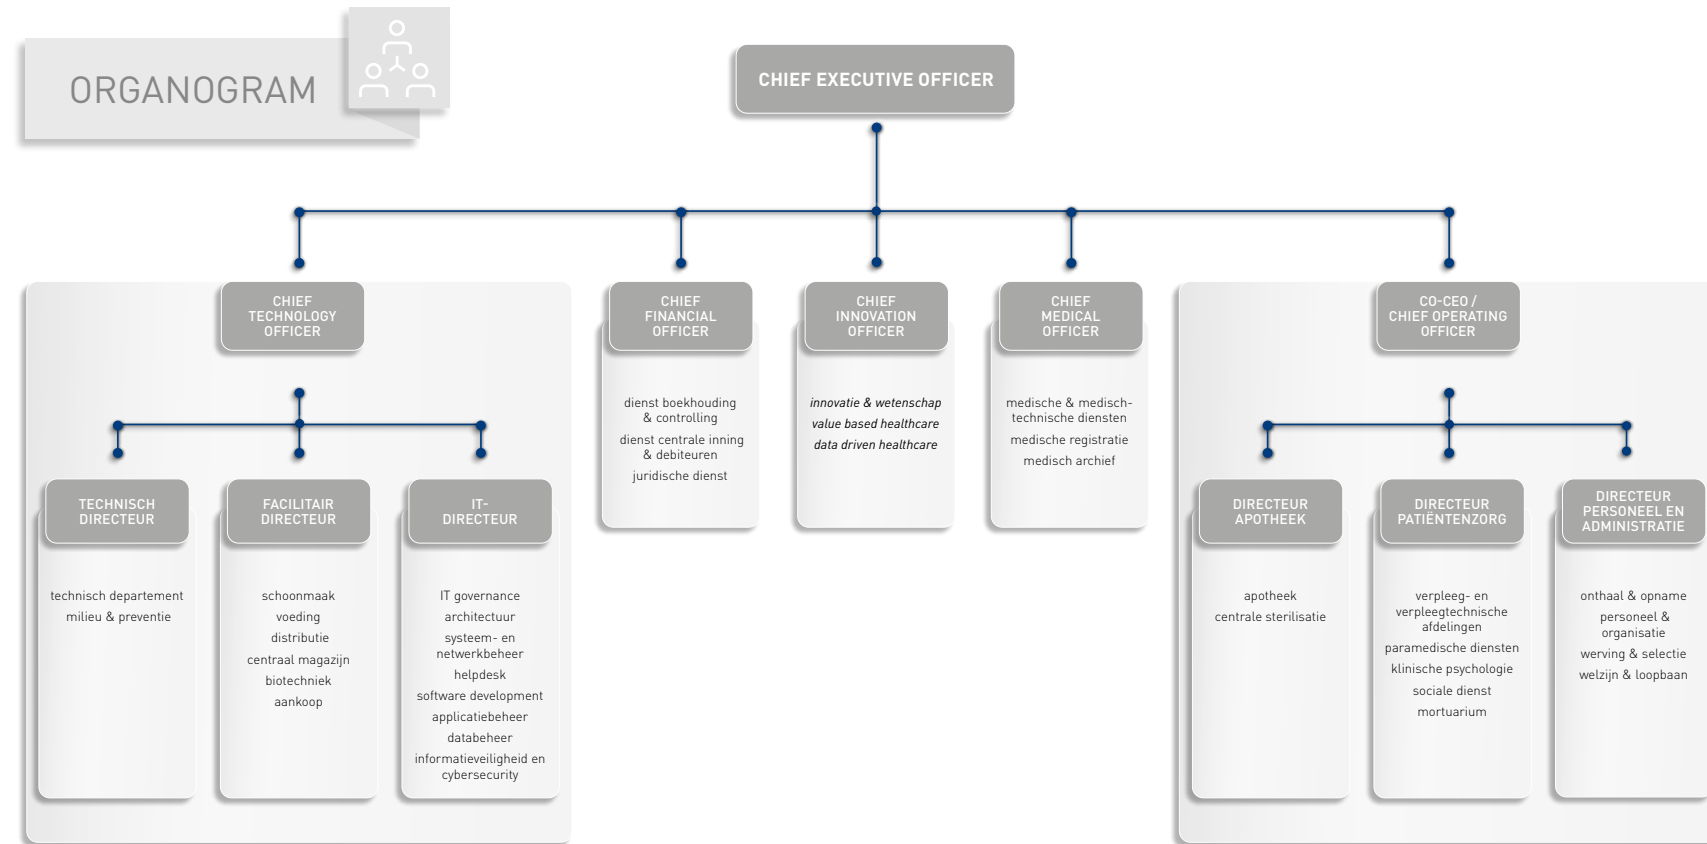 ORGANOGRAM
CHIEF EXECUTIVE OFFICER
CHIEF
TECHNOLOGY
OFFICER
CHIEF
FINANCIAL
OFFICER
CHIEF
INNOVATION
OFFICER
CHIEF
MEDICAL
OFFICER
CO-CEO /
CHIEF OPERATING
OFFICER
dienst boekhouding
& controlling
dienst centrale inning
& debiteuren
juridische dienst
innovatie & wetenschap
value based healthcare
data driven healthcare
medische & medisch-
technische diensten
medische registratie
medisch archief
TECHNISCH
DIRECTEUR
technisch departement
milieu & preventie
FACILITAIR
DIRECTEUR
schoonmaak
voeding
distributie
centraal magazijn
biotechniek
aankoop
IT-
DIRECTEUR
IT governance
architectuur
systeem- en
netwerkbeheer
helpdesk
software development
applicatiebeheer
databeheer
informatieveiligheid en
cybersecurity
DIRECTEUR
APOTHEEK
apotheek
centrale sterilisatie
DIRECTEUR
PATIËNTENZORG
verpleeg- en
verpleegtechnische
afdelingen
paramedische diensten
klinische psychologie
sociale dienst
mortuarium
DIRECTEUR
PERSONEEL EN
ADMINISTRATIE
onthaal & opname
personeel &
organisatie
werving & selectie
welzijn & loopbaan